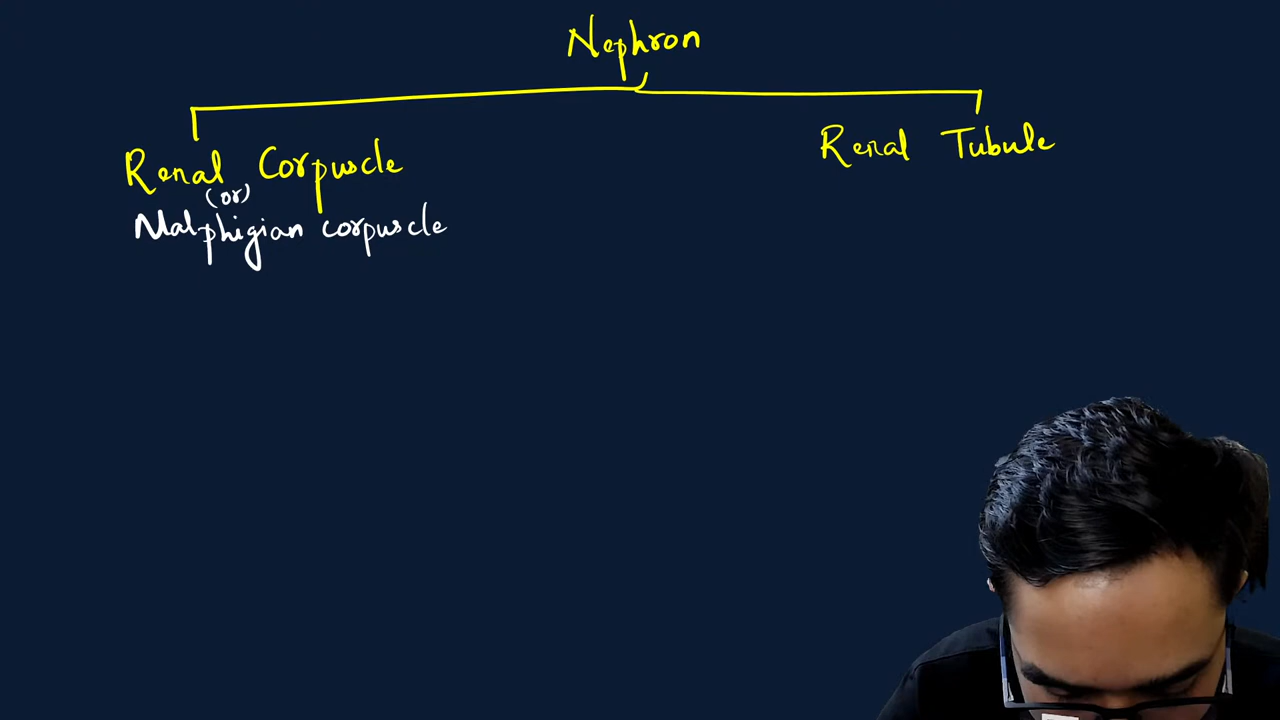 Nephron
Renal Corpuscle
Renal Tubule
(or)
Malphigian corpuscle